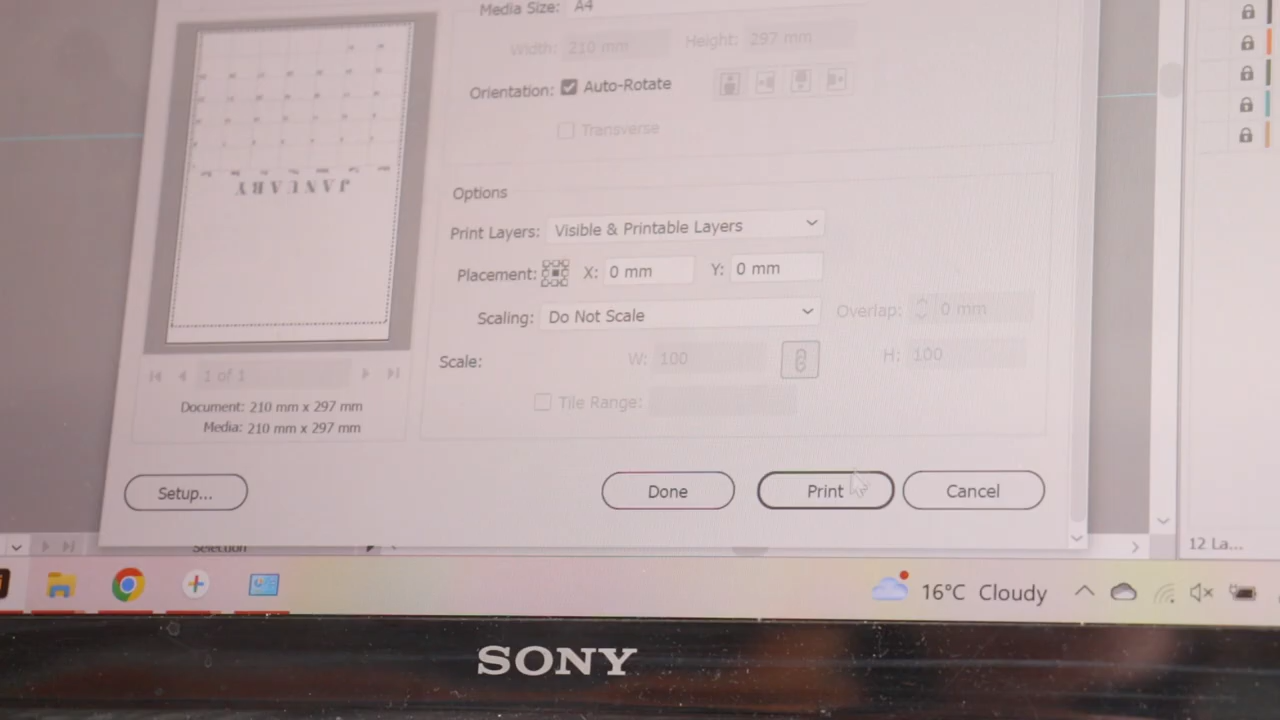 Media Size: A4
Width: 210 mm Height: 297 mm
Orientation: Auto-Rotate
Transverse
JANUARY
Options
Print Layers: Visible & Printable Layers
Placement: X: 0 mm Y: 0 mm
Scaling: Do Not Scale Overlap: 0 mm
Scale: W: 100 H: 100
1 of 1
Tile Range:
Document: 210 mm x 297 mm
Media: 210 mm x 297 mm
Setup... Done Print Cancel
Selection
12 La...
16°C Cloudy
SONY